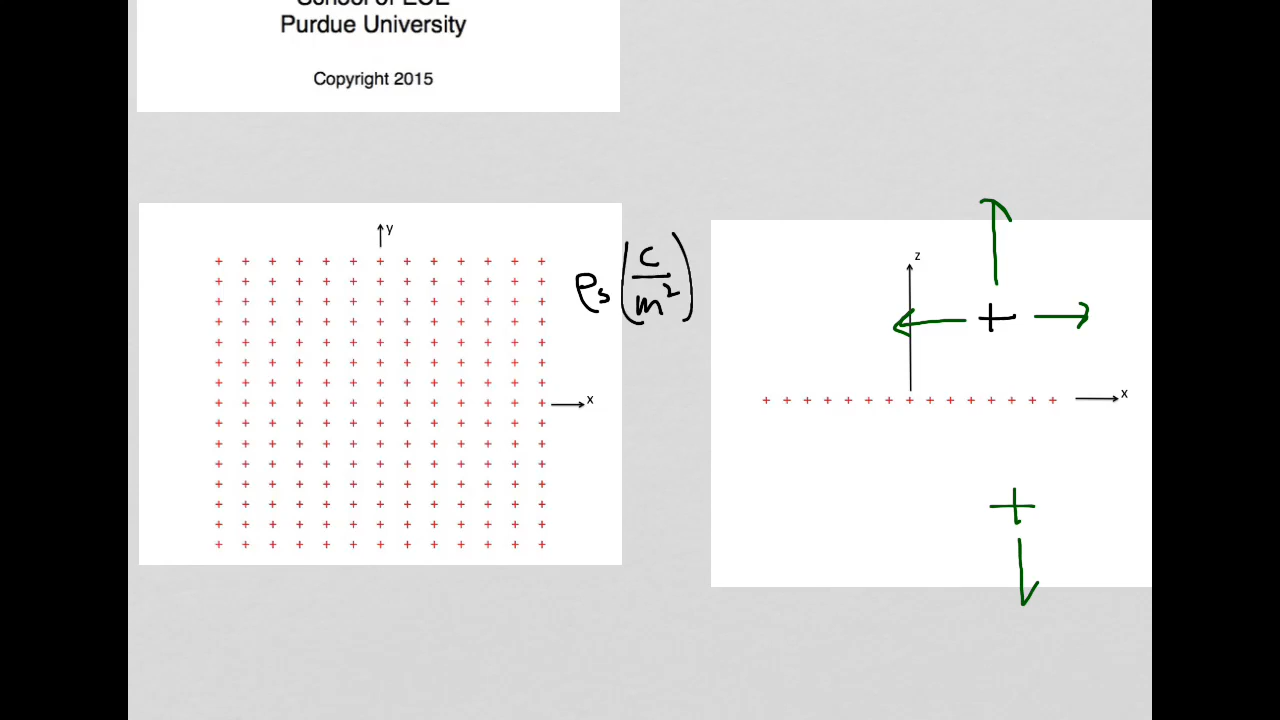 School of ECE
Purdue University
Copyright 2015
y
x
ρs (C/m²)
z
x